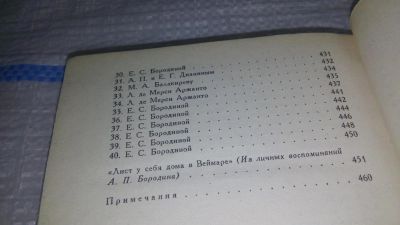 30. Е. С. Бородиной 431
31. А. П. и Е. Г. Дианиным 432
32. М. А. Балакиреву 434
33. Л. де Мерси Аржанто 435
34. Л. де Мерси Аржанто 437
35. Е. С. Бородиной 441
36. Е. С. Бородиной 442
37. Е. С. Бородиной 444
38. Е. С. Бородиной 446
39. Е. С. Бородиной 448
40. Е. С. Бородиной 450
«Лист у себя дома в Веймаре» (Из личных воспоминаний
А. П. Бородина) 451
Примечания 460